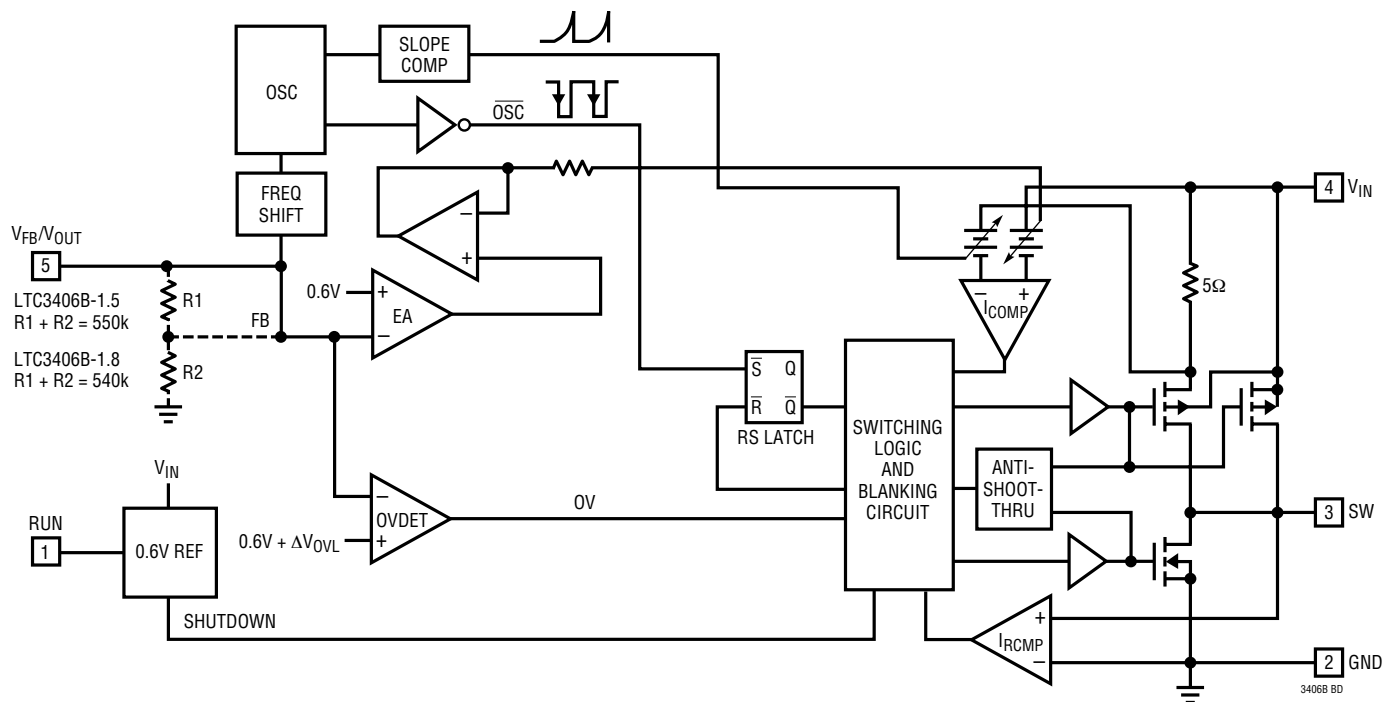 OSC
SLOPE
COMP
OSC
FREQ
SHIFT
VFB/VOUT
5
LTC3406B-1.5
R1 + R2 = 550k
LTC3406B-1.8
R1 + R2 = 540k
R1
R2
FB
0.6V
+
−
EA
−
+
4
VIN
−
+
ICOMP
5Ω
S
Q
R
Q
RS LATCH
SWITCHING
LOGIC
AND
BLANKING
CIRCUIT
ANTI-
SHOOT-
THRU
3
SW
VIN
RUN
1
0.6V REF
−
OVDET
+
0.6V + ΔVOVL
OV
SHUTDOWN
+
IRCMP
−
2
GND
3406B BD